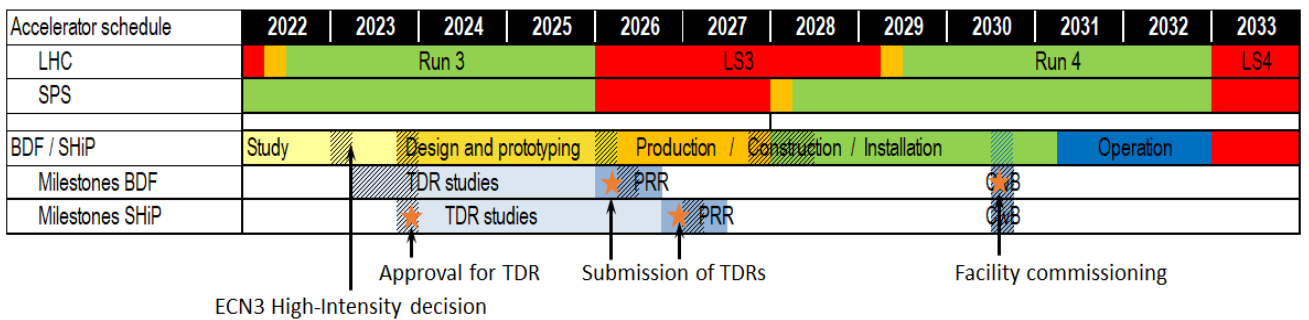 Accelerator schedule 2022 2023 2024 2025 2026 2027 2028 2029 2030 2031 2032 2033
LHC Run 3 LS3 Run 4 LS4
SPS
BDF / SHiP Study Design and prototyping Production / Construction / Installation Operation
Milestones BDF TDR studies PRR CwB
Milestones SHiP TDR studies PRR CwB
Approval for TDR Submission of TDRs Facility commissioning
ECN3 High-Intensity decision